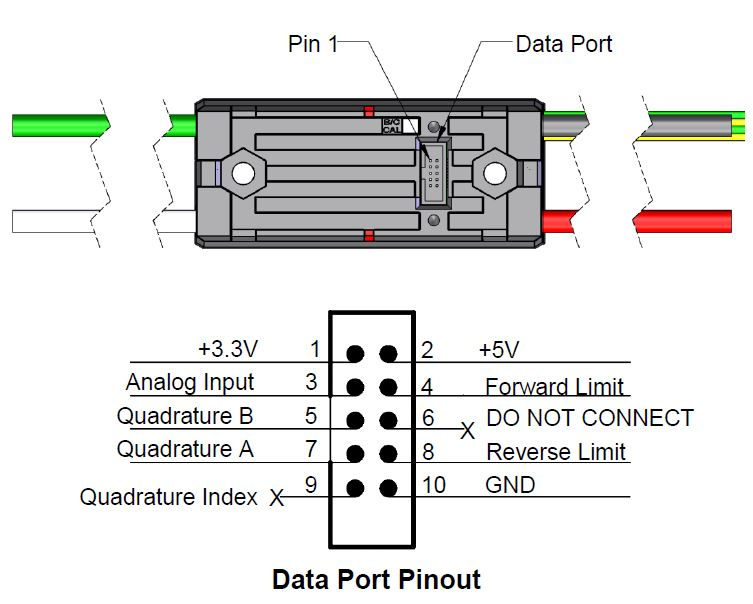 Pin 1
Data Port
B/C
CAL
+3.3V 1 2 +5V
Analog Input 3 4 Forward Limit
Quadrature B 5 6 X DO NOT CONNECT
Quadrature A 7 8 Reverse Limit
Quadrature Index X 9 10 GND
Data Port Pinout